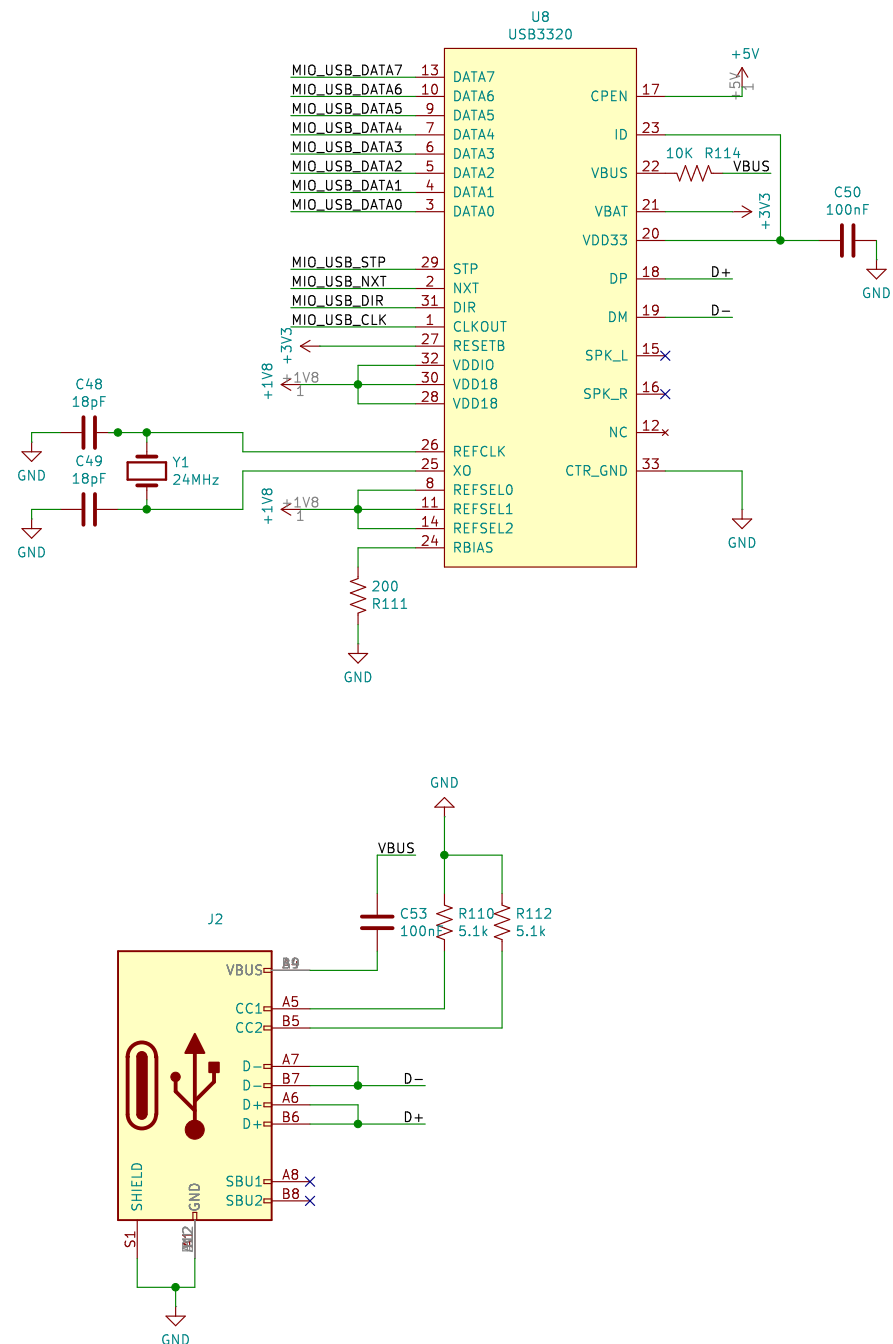 U8
USB3320
MIO_USB_DATA7 13 DATA7
MIO_USB_DATA6 10 DATA6
MIO_USB_DATA5 9 DATA5
MIO_USB_DATA4 7 DATA4
MIO_USB_DATA3 6 DATA3
MIO_USB_DATA2 5 DATA2
MIO_USB_DATA1 4 DATA1
MIO_USB_DATA0 3 DATA0
MIO_USB_STP 29 STP
MIO_USB_NXT 2 NXT
MIO_USB_DIR 31 DIR
MIO_USB_CLK 1 CLKOUT
+3V3 27 RESETB
32 VDDIO
+1V8 +1V8 1 30 VDD18
28 VDD18
26 REFCLK
25 XO
8 REFSEL0
+1V8 +1V8 1 11 REFSEL1
14 REFSEL2
24 RBIAS
C48
18pF
GND
C49
18pF
GND
Y1
24MHz
200
R111
GND
+5V
+5V
1
CPEN 17
ID 23
VBUS 22 10K R114 VBUS
VBAT 21 +3V3
VDD33 20
C50
100nF
GND
DP 18 D+
DM 19 D-
SPK_L 15
SPK_R 16
NC 12
CTR_GND 33
GND
GND
VBUS
C53
100nF
R110
5.1k
R112
5.1k
J2
VBUS
CC1 A5
CC2 B5
D- A7
D- B7 D-
D+ A6
D+ B6 D+
SBU1 A8
SBU2 B8
SHIELD
GND
S1
GND